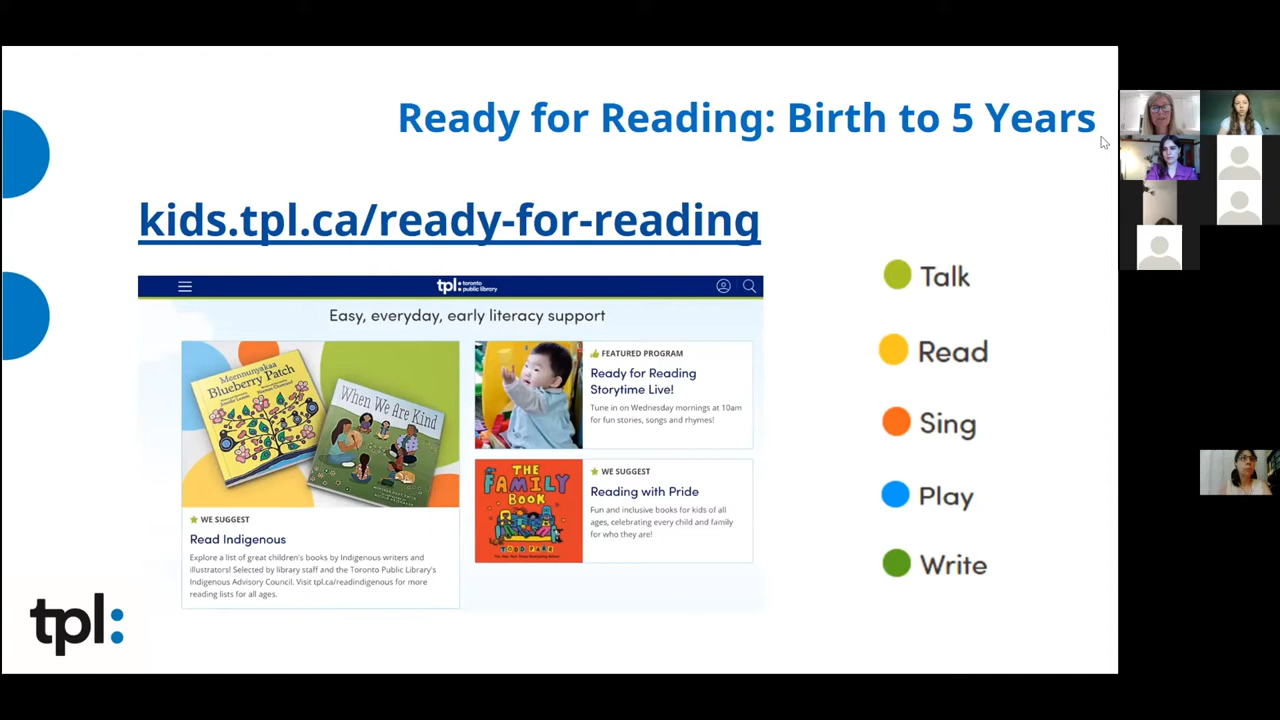 Ready for Reading: Birth to 5 Years
kids.tpl.ca/ready-for-reading
tpl: toronto
public library
Easy, everyday, early literacy support
Meennunyakaa
Blueberry Patch
When We Are Kind
WE SUGGEST
Read Indigenous
Explore a list of great children's books by Indigenous writers and
illustrators! Selected by library staff and the Toronto Public Library's
Indigenous Advisory Council. Visit tpl.ca/readindigenous for more
reading lists for all ages.
FEATURED PROGRAM
Ready for Reading
Storytime Live!
Tune in on Wednesday mornings at 10am
for fun stories, songs and rhymes!
THE
FAMILY
BOOK
TODD PARR
WE SUGGEST
Reading with Pride
Fun and inclusive books for kids of all
ages, celebrating every child and family
for who they are!
Talk
Read
Sing
Play
Write
tpl: